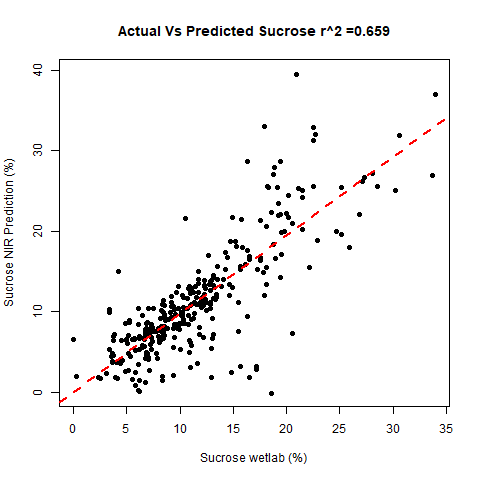 Actual Vs Predicted Sucrose r^2 =0.659
Sucrose NIR Prediction (%)
40
30
20
10
0
0 5 10 15 20 25 30 35
Sucrose wetlab (%)